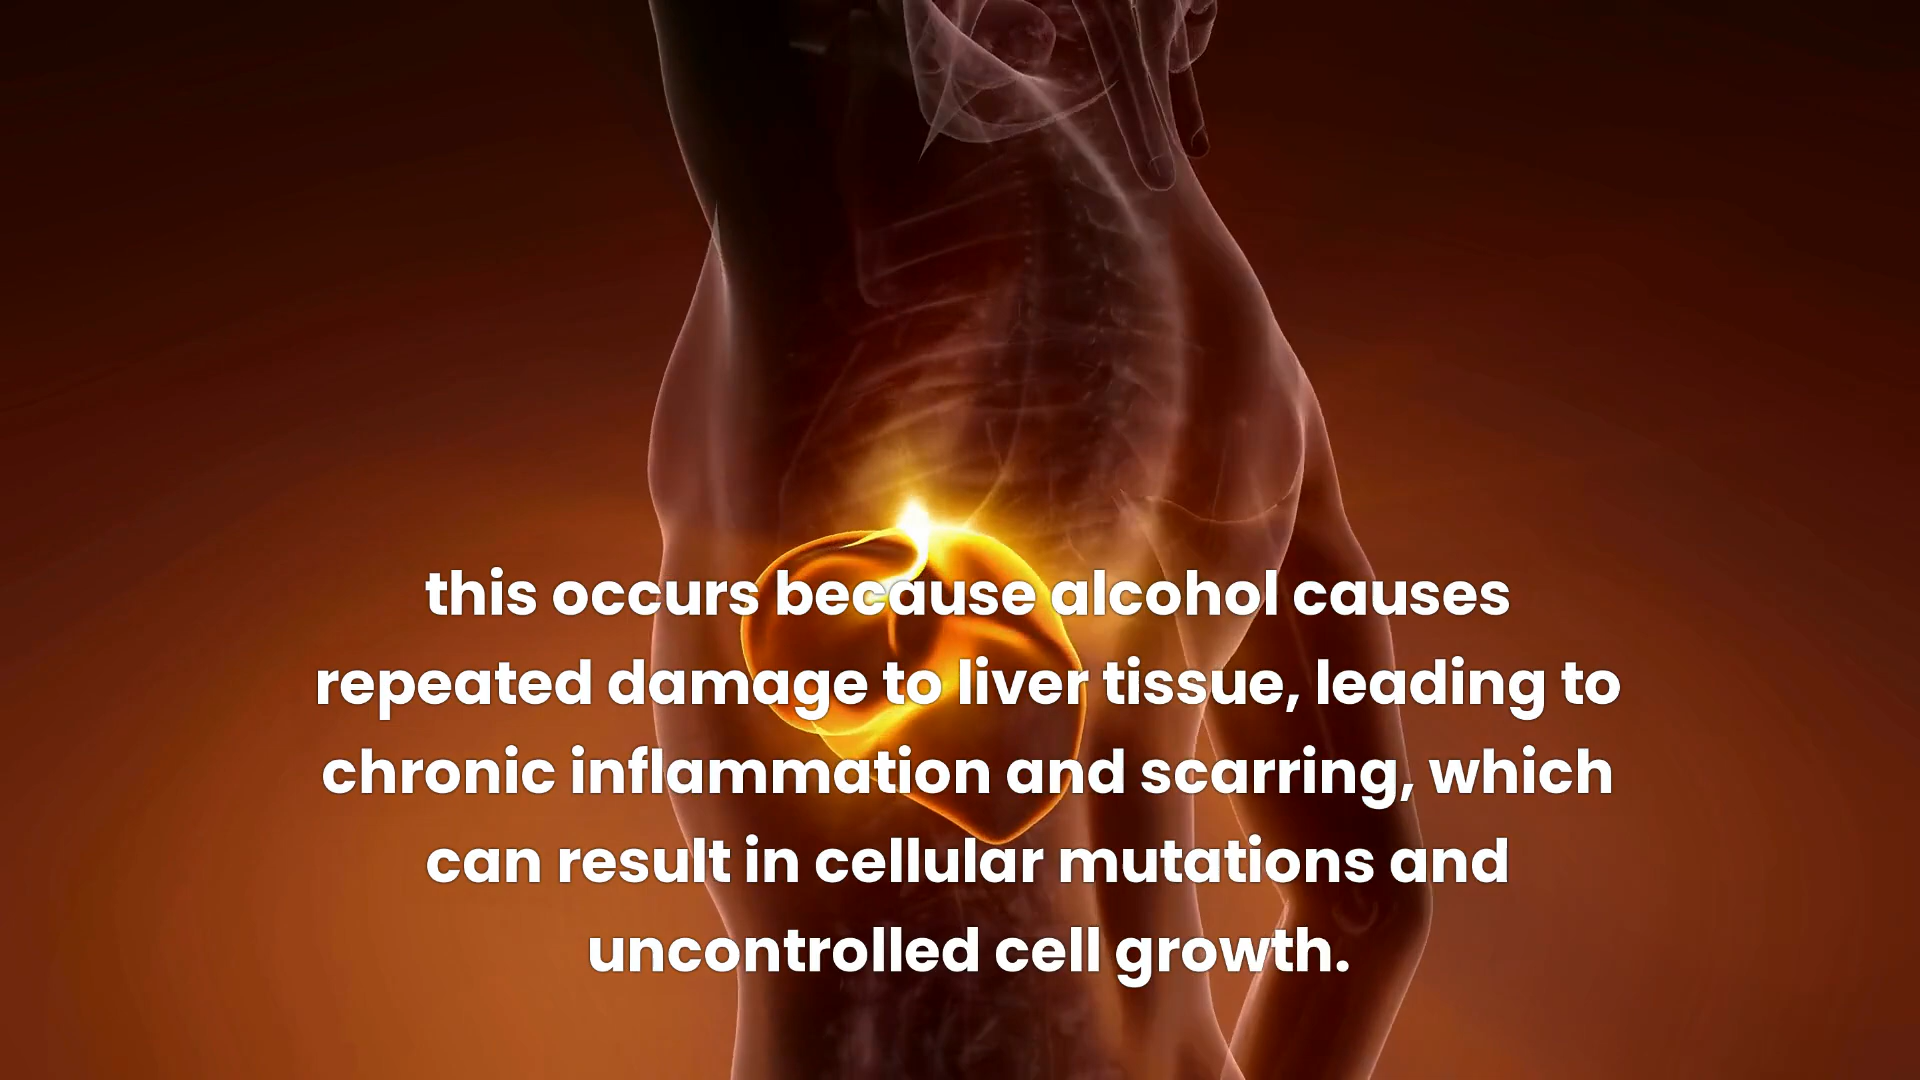 this occurs because alcohol causes
repeated damage to liver tissue, leading to
chronic inflammation and scarring, which
can result in cellular mutations and
uncontrolled cell growth.